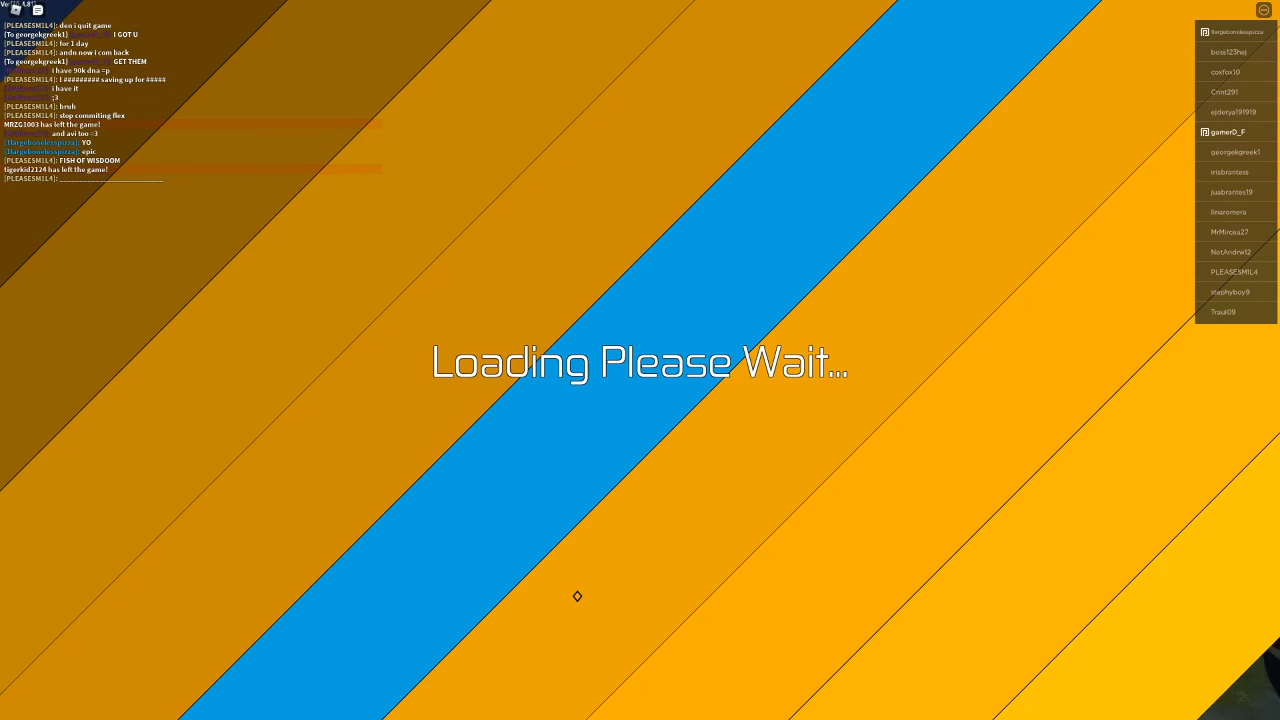 [PLEASESM1L4]: den i quit game
{To georgekgreek1} I GOT U
[PLEASESM1L4]: for 1 day
[PLEASESM1L4]: andn now i com back
{To georgekgreek1} GET THEM
i have 90k dna =p
[PLEASESM1L4]: I ######### saving up for #####
i have it
;3
[PLEASESM1L4]: bruh
[PLEASESM1L4]: stop commiting flex
MRZG1003 has left the game!
and avi too =3
[1largebonelesspizza]: YO
[1largebonelesspizza]: epic
[PLEASESM1L4]: FISH OF WISDOOM
tigerkid2124 has left the game!
[PLEASESM1L4]: ___________________________
1largebonelesspizza
boss123hej
coxfox10
Crint291
ejderya191919
gamerD_F
georgekgreek1
irisbrantess
juabrantes19
linaromera
MrMircea27
NotAndrw12
PLEASESM1L4
stephyboy9
Traul09
Loading Please Wait...